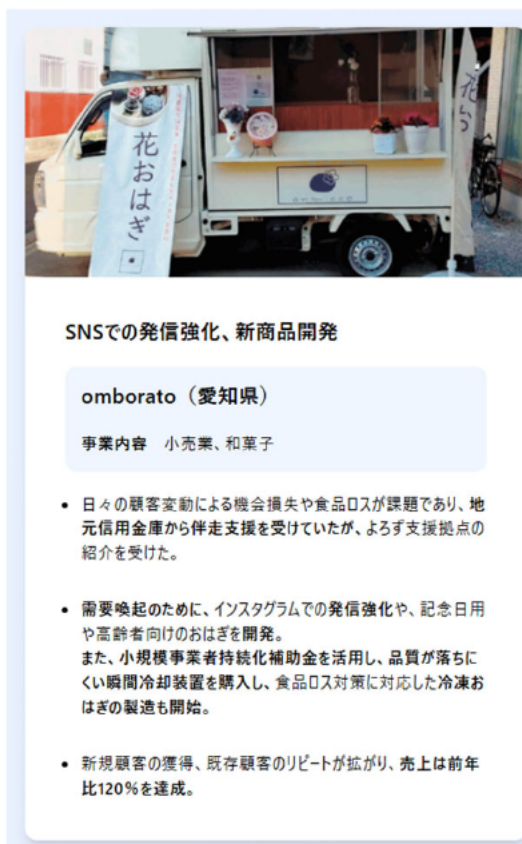 花おはぎ
SNSでの発信強化、新商品開発
omborato（愛知県）
事業内容　小売業、和菓子
• 日々の顧客変動による機会損失や食品ロスが課題であり、地
元信用金庫から伴走支援を受けていたが、よろず支援拠点の
紹介を受けた。
• 需要喚起のために、インスタグラムでの発信強化や、記念日用
や高齢者向けのおはぎを開発。
また、小規模事業者持続化補助金を活用し、品質が落ちに
くい瞬間冷却装置を購入し、食品ロス対策に対応した冷凍お
はぎの製造も開始。
• 新規顧客の獲得、既存顧客のリピートが拡がり、売上は前年
比120％を達成。